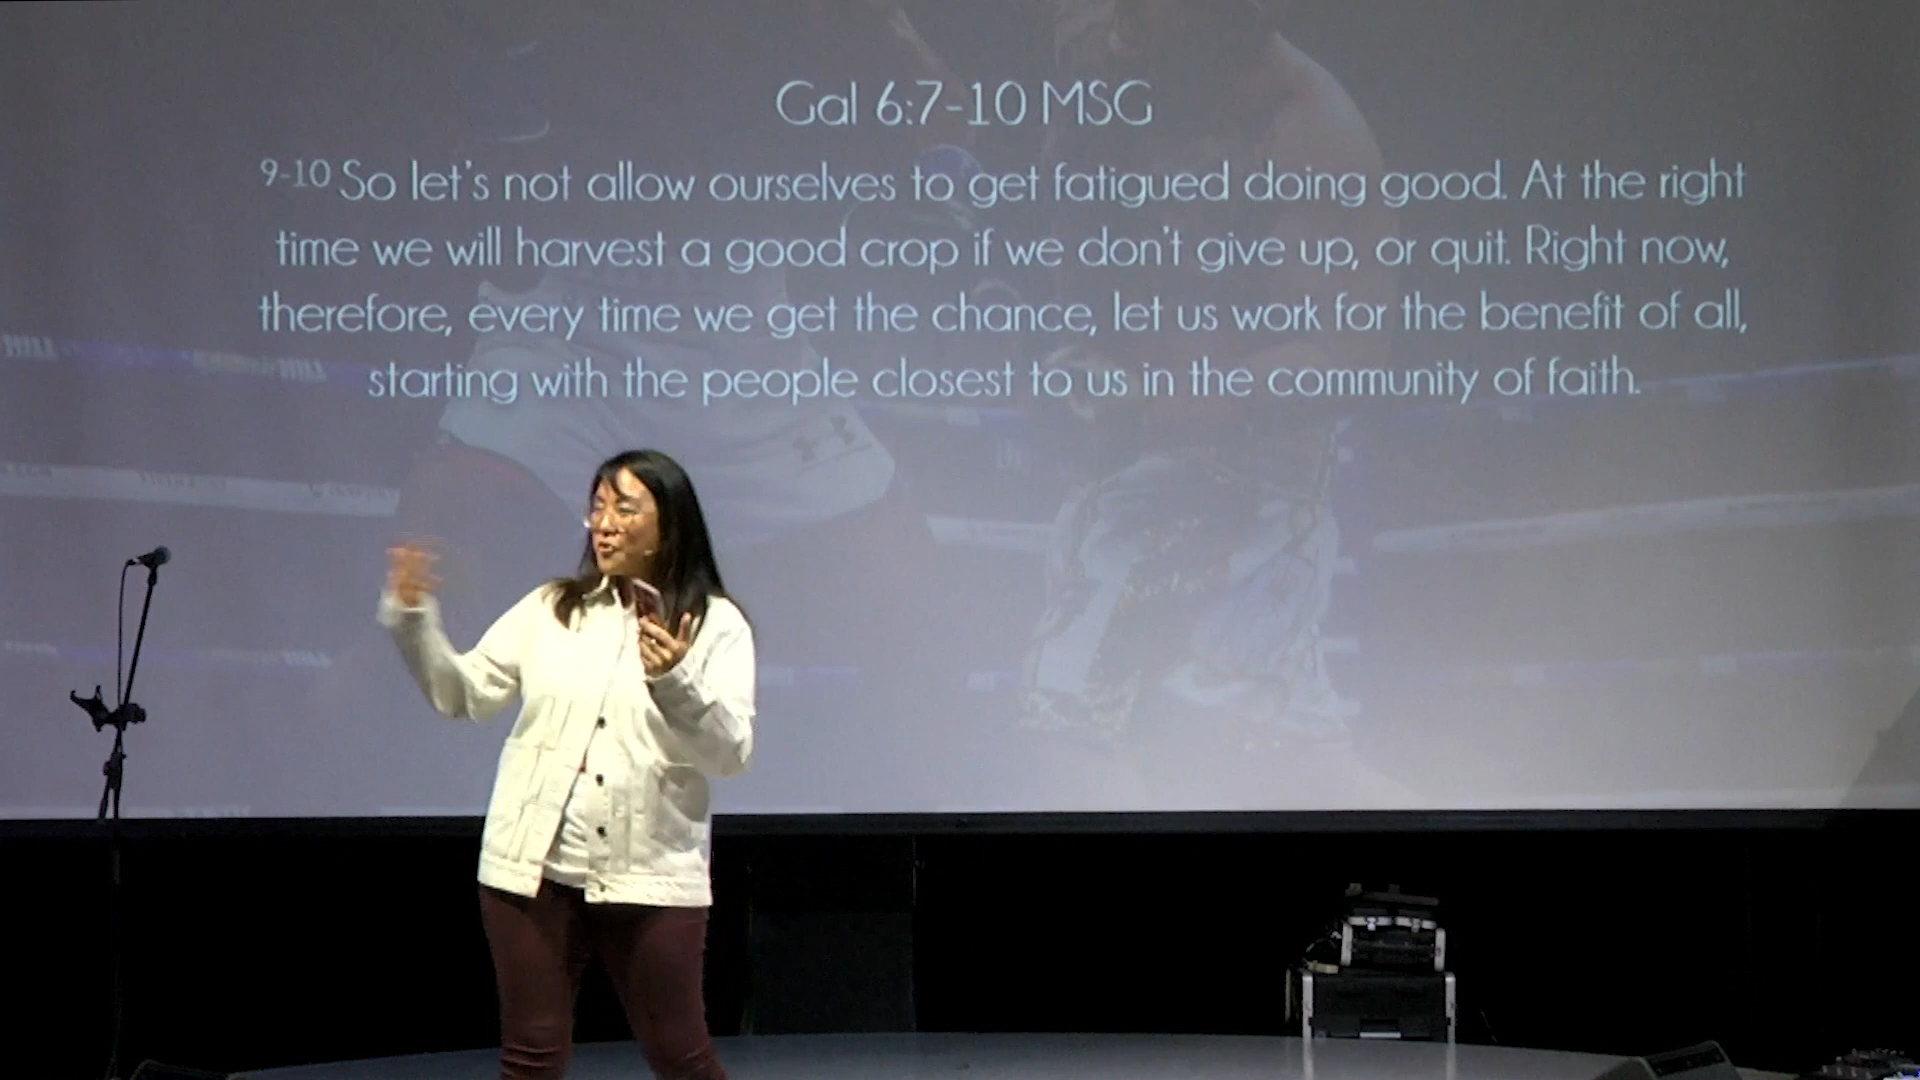 Gal 6:7-10 MSG
9-10 So let's not allow ourselves to get fatigued doing good. At the right
time we will harvest a good crop if we don't give up, or quit. Right now,
therefore, every time we get the chance, let us work for the benefit of all,
starting with the people closest to us in the community of faith.